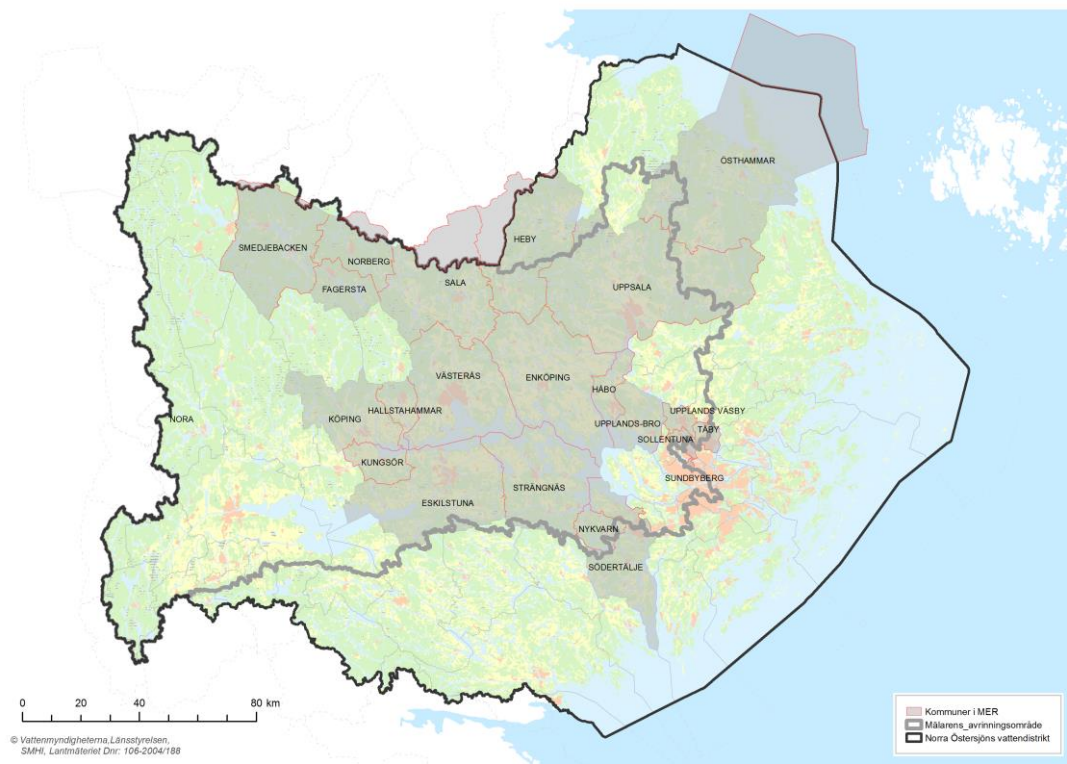 ÖSTHAMMAR
HEBY
SMEDJEBACKEN
NORBERG
SALA
FAGERSTA
UPPSALA
VÄSTERÅS
ENKÖPING
HÅBO
HALLSTAHAMMAR
UPPLANDS VÄSBY
NORA
KÖPING
UPPLANDS-BRO
TÄBY
SOLLENTUNA
KUNGSÖR
SUNDBYBERG
STRÄNGNÄS
ESKILSTUNA
NYKVARN
SÖDERTÄLJE
0 20 40 80 km
Kommuner i MER
Mälarens_avrinningsområde
Norra Östersjöns vattendistrikt
© Vattenmyndigheterna,Länsstyrelsen,
SMHI, Lantmäteriet Dnr: 106-2004/188